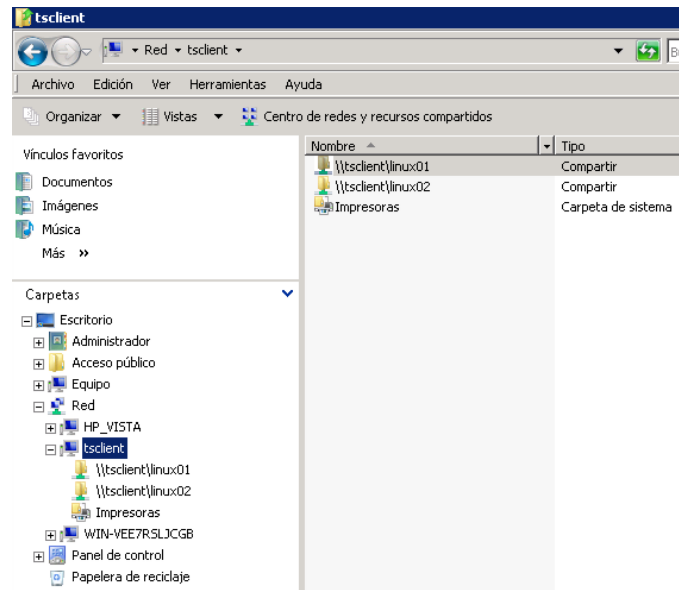 tsclient
Red tsclient
Archivo Edición Ver Herramientas Ayuda
Organizar Vistas Centro de redes y recursos compartidos
Vínculos favoritos
Documentos
Imágenes
Música
Más »
Carpetas
Escritorio
Administrador
Acceso público
Equipo
Red
HP_VISTA
tsclient
\\tsclient\linux01
\\tsclient\linux02
Impresoras
WIN-VEE7RSLJCGB
Panel de control
Papelera de reciclaje
Nombre Tipo
\\tsclient\linux01 Compartir
\\tsclient\linux02 Compartir
Impresoras Carpeta de sistema